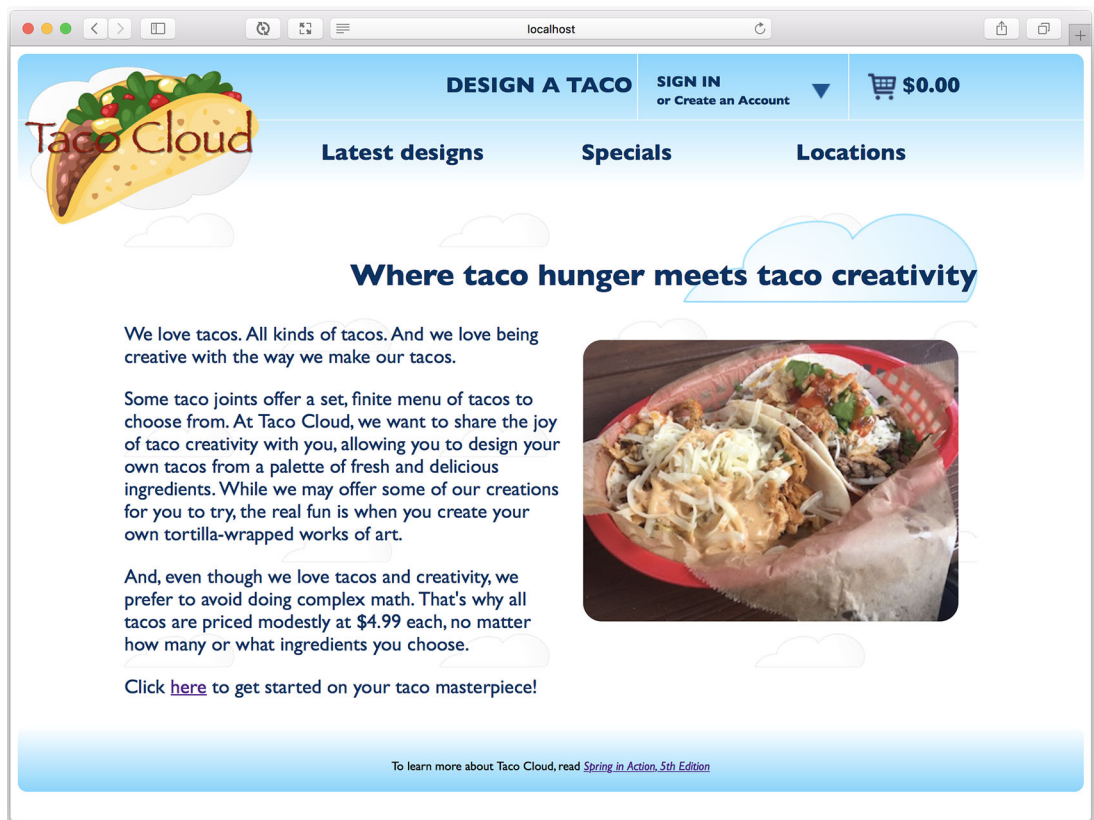 localhost
Taco Cloud
DESIGN A TACO
SIGN IN
or Create an Account
$0.00
Latest designs
Specials
Locations
Where taco hunger meets taco creativity
We love tacos. All kinds of tacos. And we love being
creative with the way we make our tacos.
Some taco joints offer a set, finite menu of tacos to
choose from. At Taco Cloud, we want to share the joy
of taco creativity with you, allowing you to design your
own tacos from a palette of fresh and delicious
ingredients. While we may offer some of our creations
for you to try, the real fun is when you create your
own tortilla-wrapped works of art.
And, even though we love tacos and creativity, we
prefer to avoid doing complex math. That's why all
tacos are priced modestly at $4.99 each, no matter
how many or what ingredients you choose.
Click here to get started on your taco masterpiece!
To learn more about Taco Cloud, read Spring in Action, 5th Edition